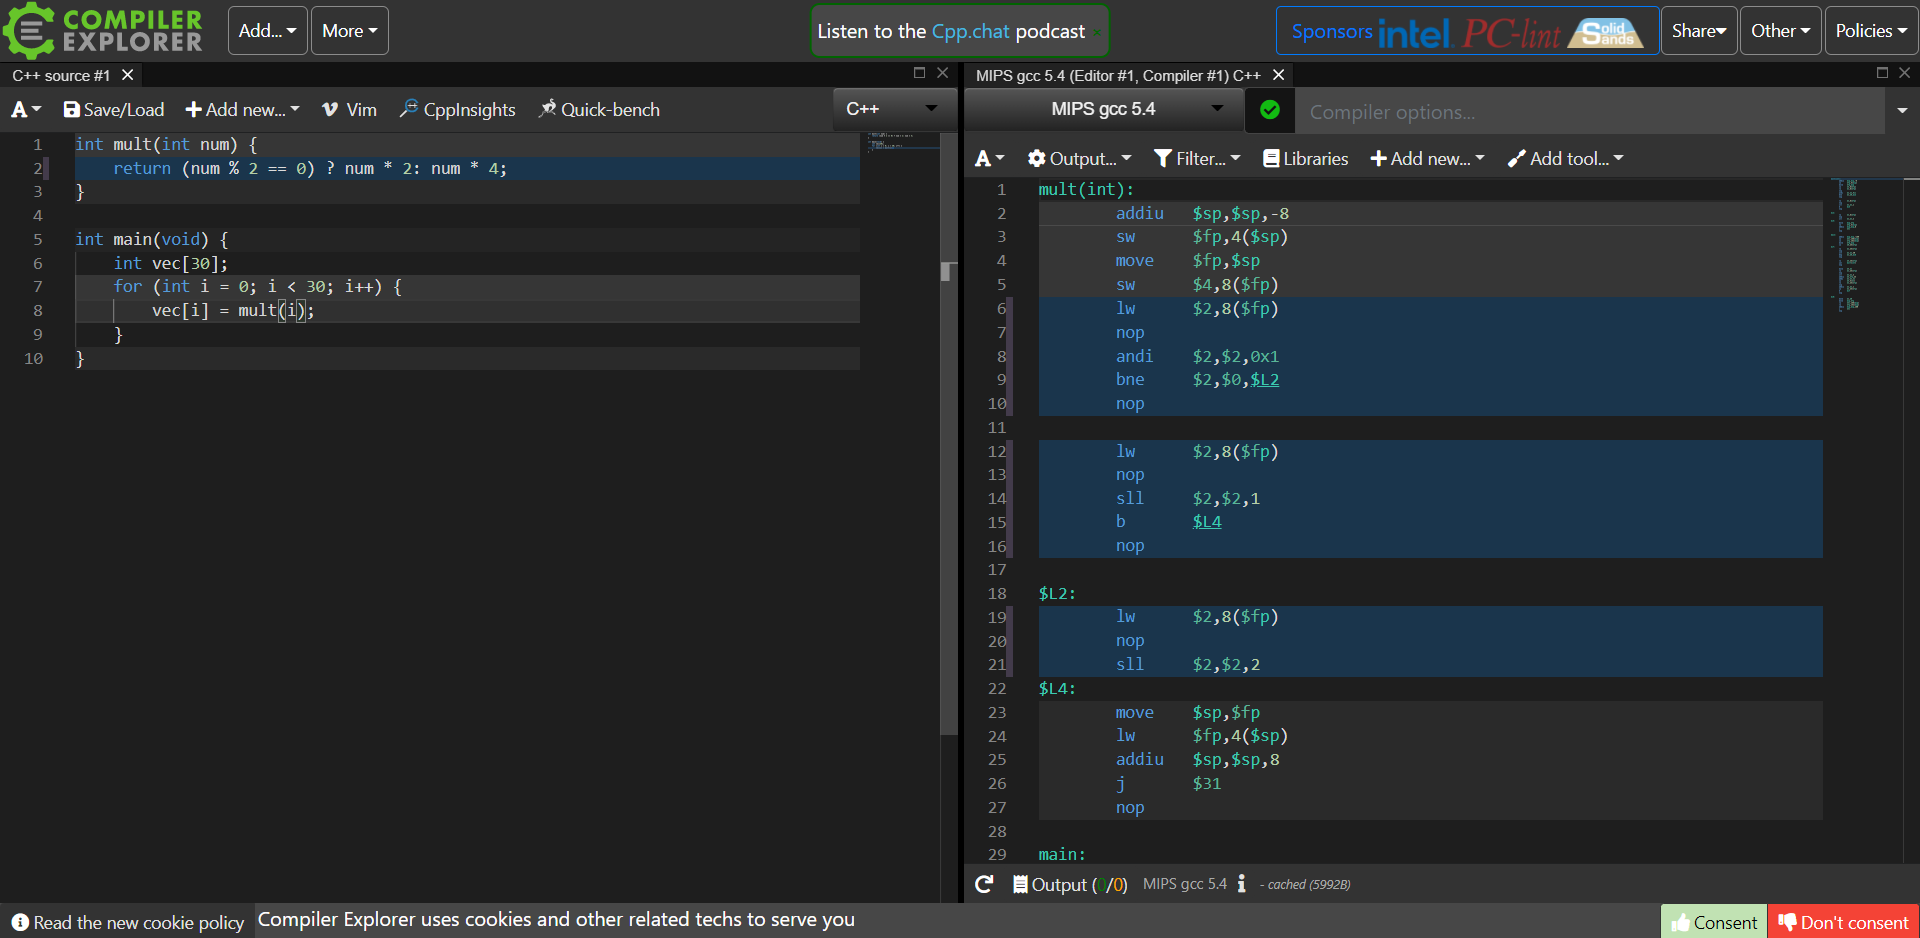 COMPILER
EXPLORER
Add...
More
Listen to the Cpp.chat podcast ×
Sponsors intel. PC-lint Solid Sands
Share
Other
Policies
C++ source #1
MIPS gcc 5.4 (Editor #1, Compiler #1) C++
A
Save/Load
Add new...
Vim
CppInsights
Quick-bench
C++
MIPS gcc 5.4
Compiler options...
A
Output...
Filter...
Libraries
Add new...
Add tool...
1 int mult(int num) {
2 return (num % 2 == 0) ? num * 2: num * 4;
3 }
4
5 int main(void) {
6 int vec[30];
7 for (int i = 0; i < 30; i++) {
8 vec[i] = mult(i);
9 }
10 }
1 mult(int):
2 addiu $sp,$sp,-8
3 sw $fp,4($sp)
4 move $fp,$sp
5 sw $4,8($fp)
6 lw $2,8($fp)
7 nop
8 andi $2,$2,0x1
9 bne $2,$0,$L2
10 nop
11
12 lw $2,8($fp)
13 nop
14 sll $2,$2,1
15 b $L4
16 nop
17
18 $L2:
19 lw $2,8($fp)
20 nop
21 sll $2,$2,2
22 $L4:
23 move $sp,$fp
24 lw $fp,4($sp)
25 addiu $sp,$sp,8
26 j $31
27 nop
28
29 main:
Output (0/0) MIPS gcc 5.4 - cached (5992B)
Read the new cookie policy
Compiler Explorer uses cookies and other related techs to serve you
Consent
Don't consent